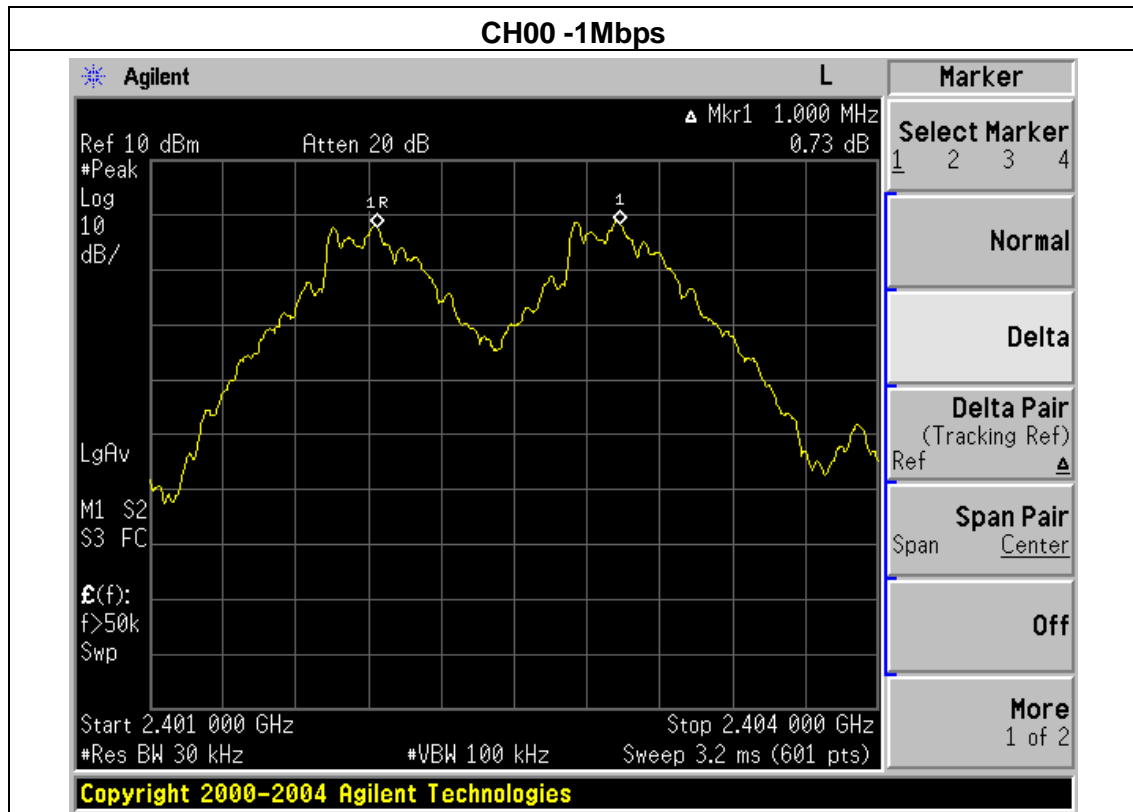 CH00 -1Mbps
Agilent L Marker
Δ Mkr1 1.000 MHz
Ref 10 dBm Atten 20 dB 0.73 dB
#Peak
Log
10
dB/
1R
1
LgAv
M1 S2
S3 FC
£(f):
f>50k
Swp
Start 2.401 000 GHz Stop 2.404 000 GHz
#Res BW 30 kHz #VBW 100 kHz Sweep 3.2 ms (601 pts)
Select Marker
1 2 3 4
Normal
Delta
Delta Pair
(Tracking Ref)
Ref Δ
Span Pair
Span Center
Off
More
1 of 2
Copyright 2000-2004 Agilent Technologies